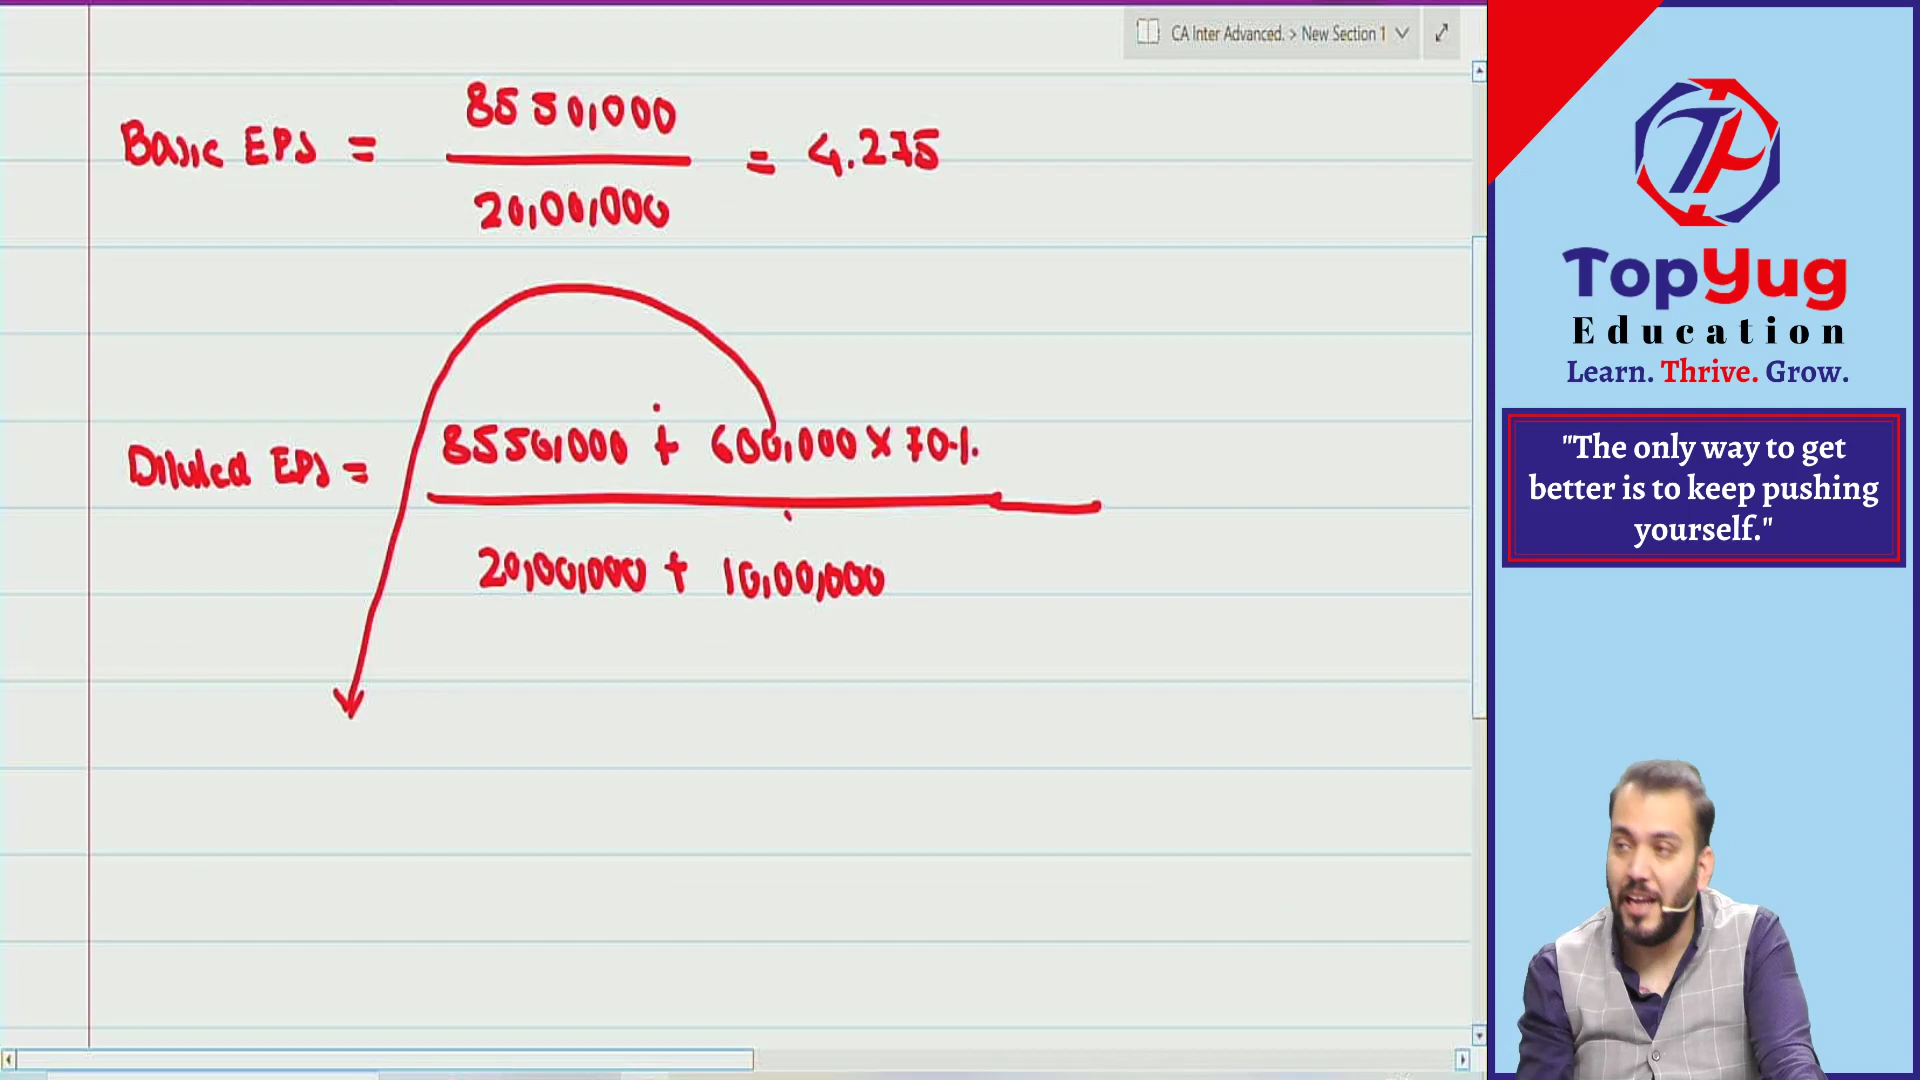 CA Inter Advanced. > New Section 1
8550,000
Basic EPS = = 4.275
20,00,000
8550,000 + 600,000 × 70%
Diluted EPS =
20,00,000 + 10,00,000
TopYug
Education
Learn. Thrive. Grow.
"The only way to get
better is to keep pushing
yourself."